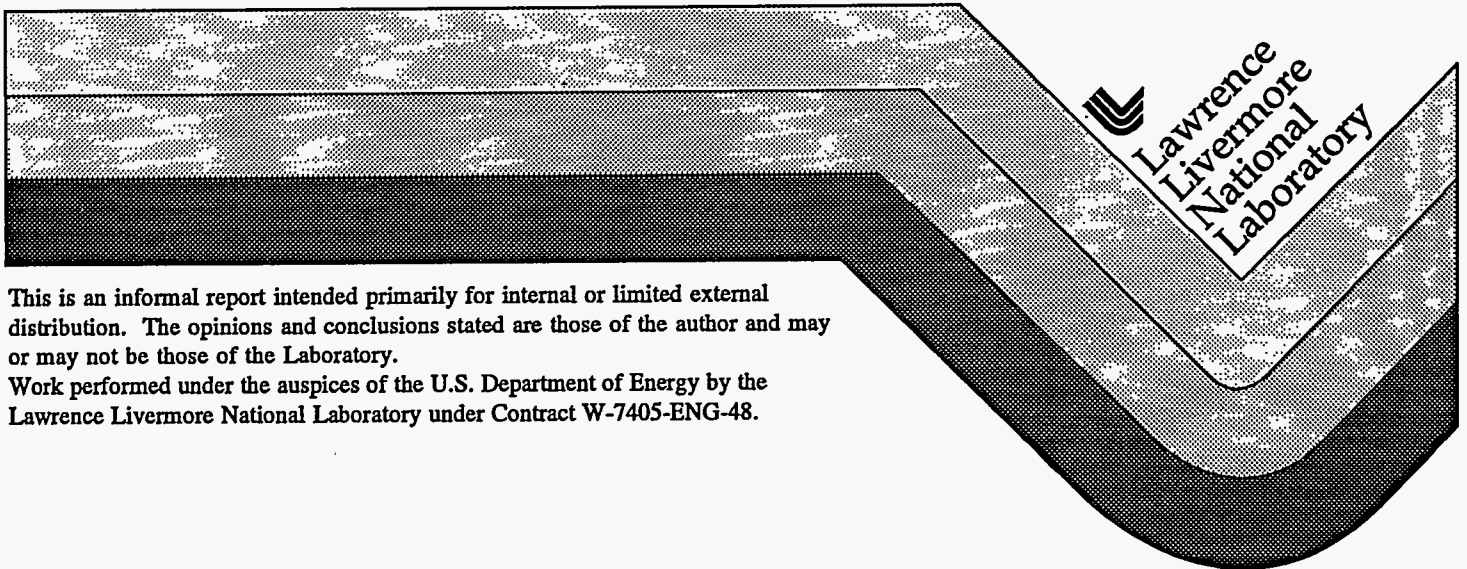 Lawrence
Livermore
National
Laboratory
This is an informal report intended primarily for internal or limited external
distribution. The opinions and conclusions stated are those of the author and may
or may not be those of the Laboratory.
Work performed under the auspices of the U.S. Department of Energy by the
Lawrence Livermore National Laboratory under Contract W-7405-ENG-48.